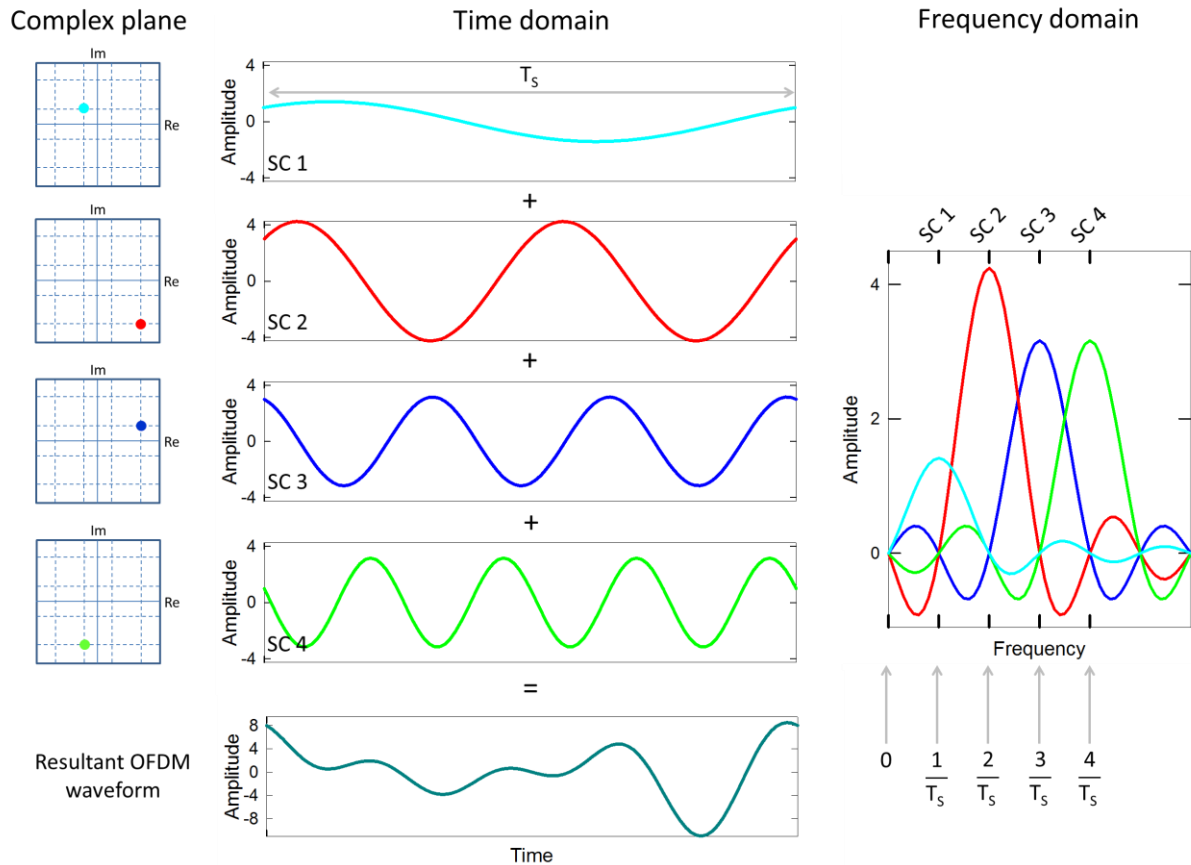 Complex plane
Time domain
Frequency domain
Im
Re
4
0
-4
Amplitude
T_S
SC 1
+
Im
Re
4
0
-4
Amplitude
SC 2
+
Im
Re
4
0
-4
Amplitude
SC 3
+
Im
Re
4
0
-4
Amplitude
SC 4
=
Resultant OFDM
waveform
8
4
0
-8
Amplitude
Time
SC 1
SC 2
SC 3
SC 4
4
2
0
Amplitude
Frequency
0
1/T_S
2/T_S
3/T_S
4/T_S